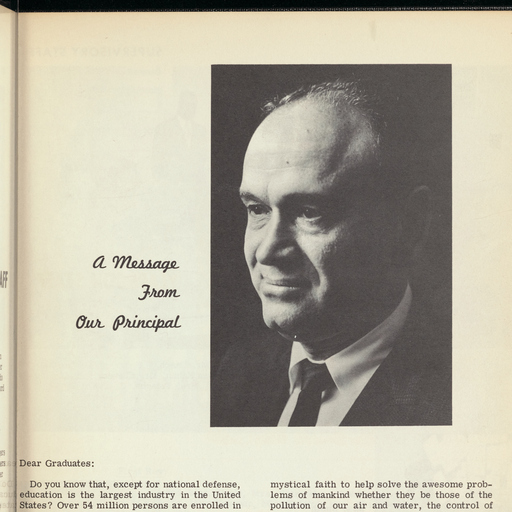 A Message
From
Our Principal
Dear Graduates:
Do you know that, except for national defense,
education is the largest industry in the United
States? Over 54 million persons are enrolled in
mystical faith to help solve the awesome prob-
lems of mankind whether they be those of the
pollution of our air and water, the control of